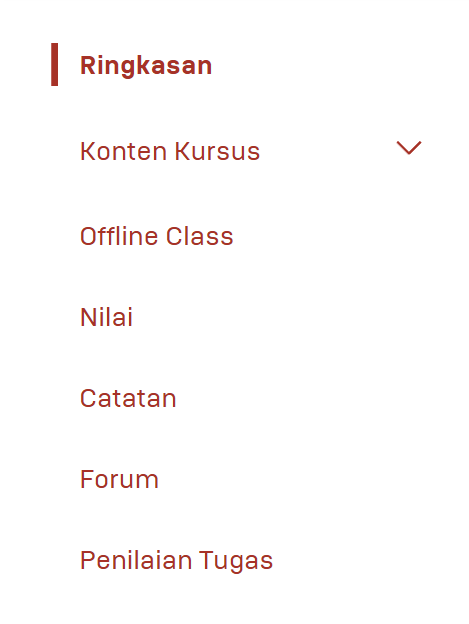 Ringkasan
Konten Kursus
Offline Class
Nilai
Catatan
Forum
Penilaian Tugas